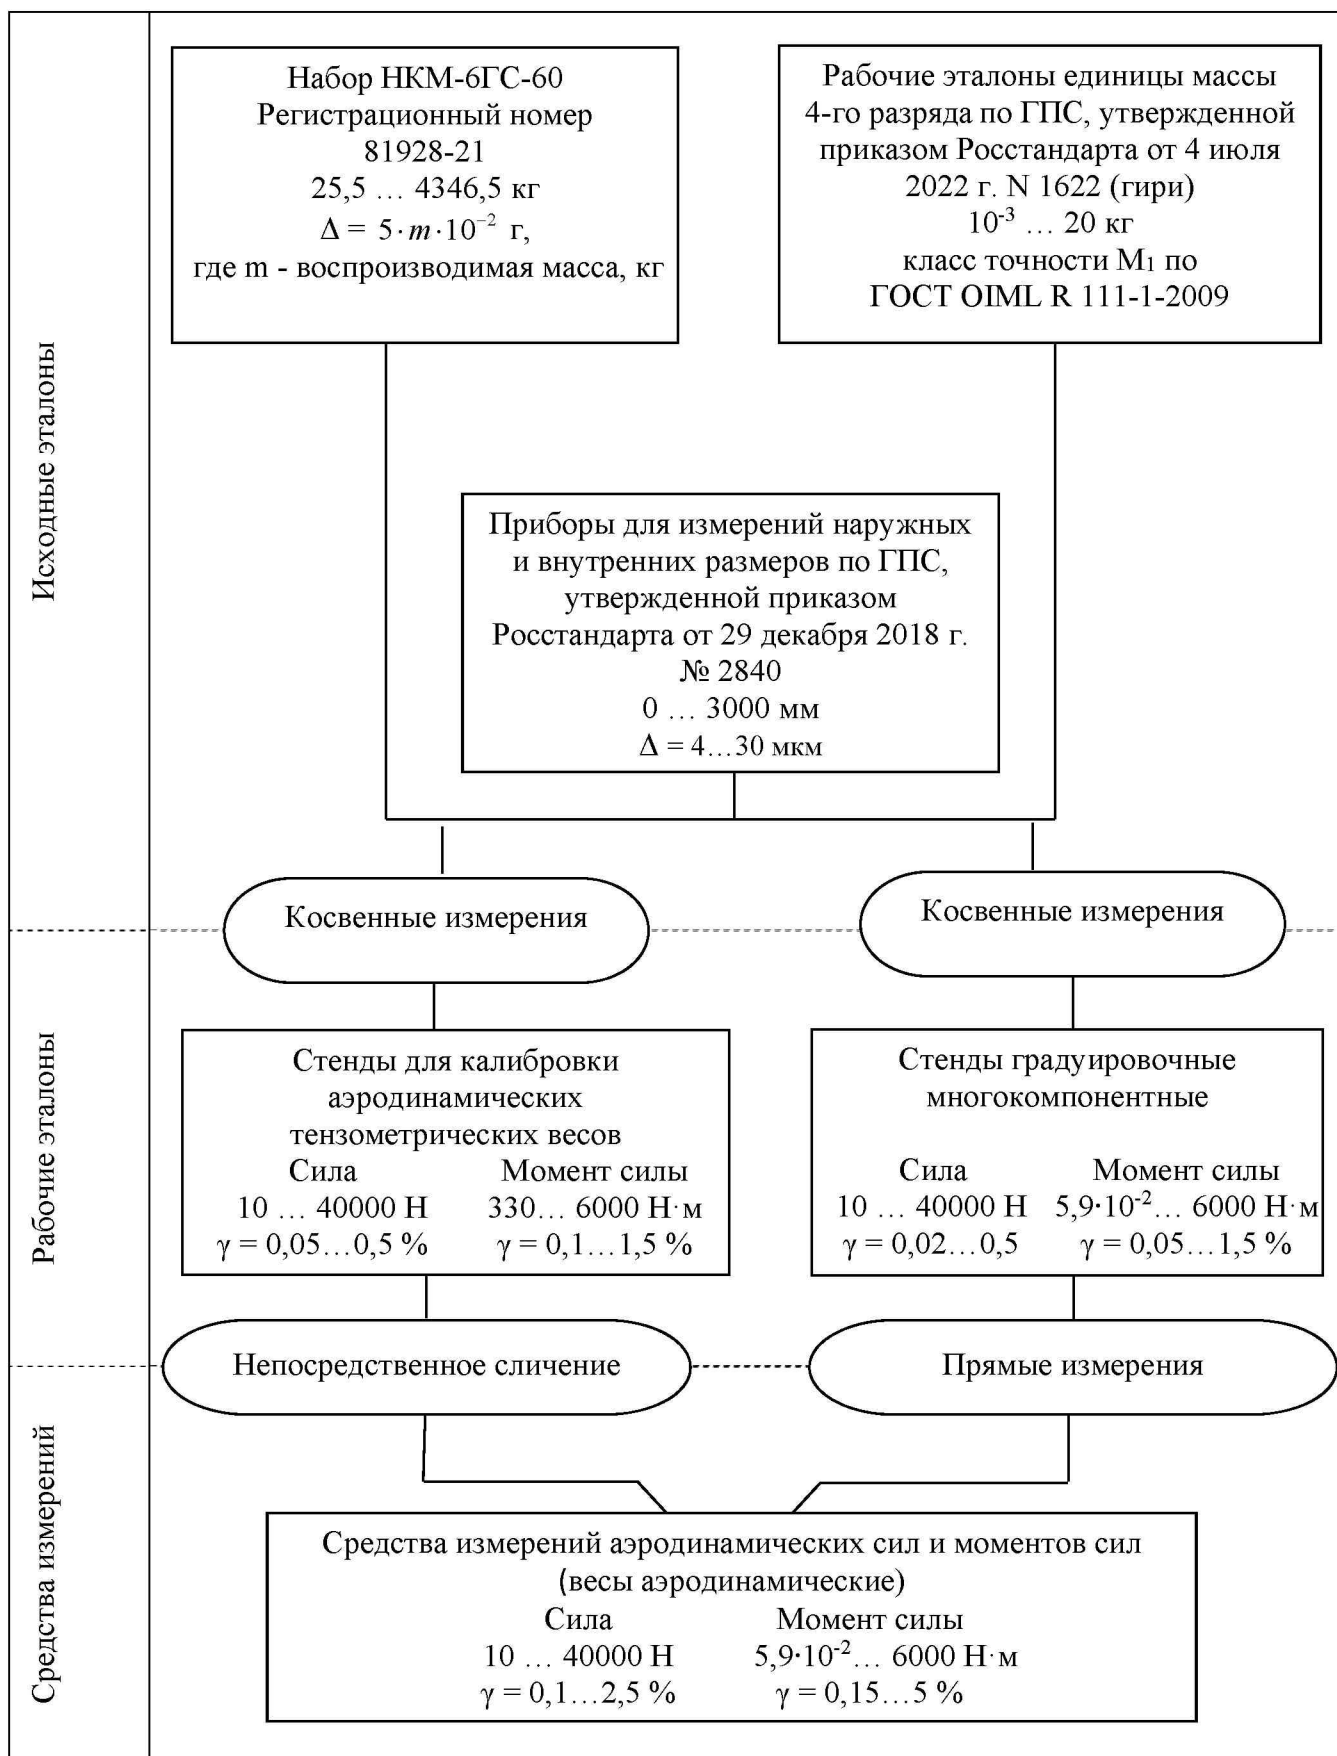 Исходные эталоны
Набор НКМ-6ГС-60
Регистрационный номер
81928-21
25,5 … 4346,5 кг
Δ = 5·m·10⁻² г,
где m - воспроизводимая масса, кг
Рабочие эталоны единицы массы
4-го разряда по ГПС, утвержденной
приказом Росстандарта от 4 июля
2022 г. N 1622 (гири)
10⁻³ … 20 кг
класс точности М₁ по
ГОСТ OIML R 111-1-2009
Приборы для измерений наружных
и внутренних размеров по ГПС,
утвержденной приказом
Росстандарта от 29 декабря 2018 г.
№ 2840
0 … 3000 мм
Δ = 4…30 мкм
Косвенные измерения
Косвенные измерения
Рабочие эталоны
Стенды для калибровки
аэродинамических
тензометрических весов
Сила Момент силы
10 … 40000 Н 330… 6000 Н·м
γ = 0,05…0,5 % γ = 0,1…1,5 %
Стенды градуировочные
многокомпонентные
Сила Момент силы
10 … 40000 Н 5,9·10⁻²… 6000 Н·м
γ = 0,02…0,5 γ = 0,05…1,5 %
Непосредственное сличение
Прямые измерения
Средства измерений
Средства измерений аэродинамических сил и моментов сил
(весы аэродинамические)
Сила Момент силы
10 … 40000 Н 5,9·10⁻²… 6000 Н·м
γ = 0,1…2,5 % γ = 0,15…5 %